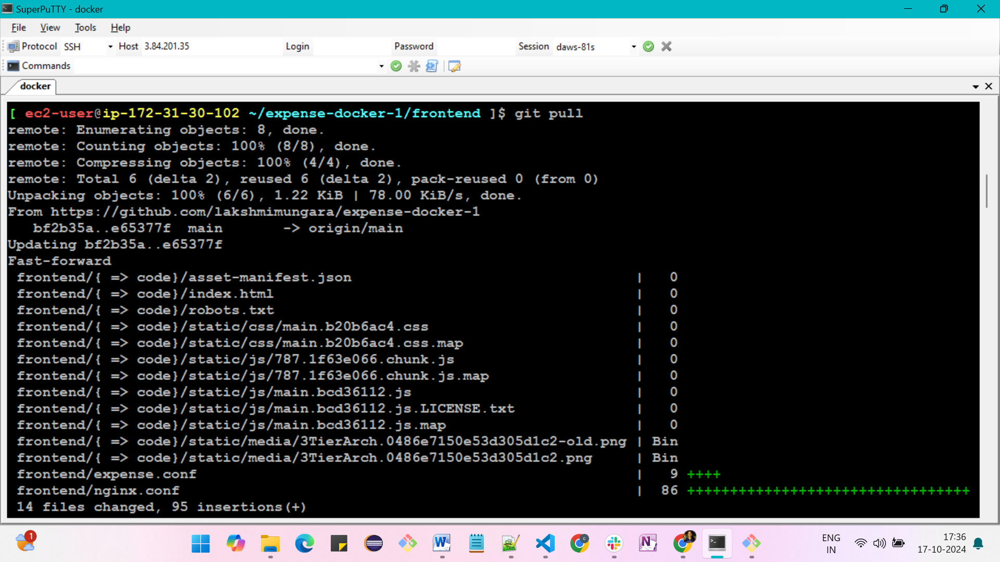 SuperPuTTY - docker
File View Tools Help
Protocol SSH Host 3.84.201.35 Login Password Session daws-81s
Commands
docker
[ ec2-user@ip-172-31-30-102 ~/expense-docker-1/frontend ]$ git pull
remote: Enumerating objects: 8, done.
remote: Counting objects: 100% (8/8), done.
remote: Compressing objects: 100% (4/4), done.
remote: Total 6 (delta 2), reused 6 (delta 2), pack-reused 0 (from 0)
Unpacking objects: 100% (6/6), 1.22 KiB | 78.00 KiB/s, done.
From https://github.com/lakshmimungara/expense-docker-1
   bf2b35a..e65377f  main       -> origin/main
Updating bf2b35a..e65377f
Fast-forward
 frontend/{ => code}/asset-manifest.json | 0
 frontend/{ => code}/index.html | 0
 frontend/{ => code}/robots.txt | 0
 frontend/{ => code}/static/css/main.b20b6ac4.css | 0
 frontend/{ => code}/static/css/main.b20b6ac4.css.map | 0
 frontend/{ => code}/static/js/787.1f63e066.chunk.js | 0
 frontend/{ => code}/static/js/787.1f63e066.chunk.js.map | 0
 frontend/{ => code}/static/js/main.bcd36112.js | 0
 frontend/{ => code}/static/js/main.bcd36112.js.LICENSE.txt | 0
 frontend/{ => code}/static/js/main.bcd36112.js.map | 0
 frontend/{ => code}/static/media/3TierArch.0486e7150e53d305d1c2-old.png | Bin
 frontend/{ => code}/static/media/3TierArch.0486e7150e53d305d1c2.png | Bin
 frontend/expense.conf | 9 ++++
 frontend/nginx.conf | 86 +++++++++++++++++++++++++++++++++
 14 files changed, 95 insertions(+)
1
ENG 17:36
IN 17-10-2024